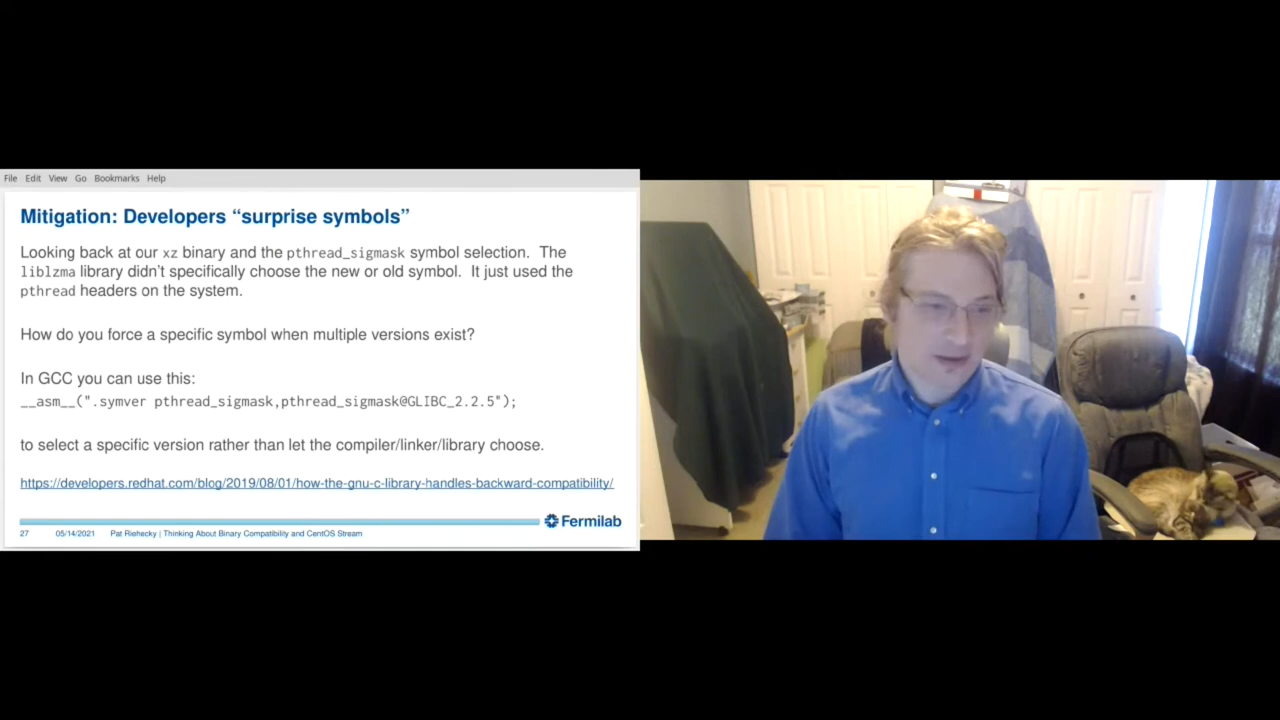 File Edit View Go Bookmarks Help
Mitigation: Developers “surprise symbols”
Looking back at our xz binary and the pthread_sigmask symbol selection. The
liblzma library didn’t specifically choose the new or old symbol. It just used the
pthread headers on the system.
How do you force a specific symbol when multiple versions exist?
In GCC you can use this:
__asm__(".symver pthread_sigmask,pthread_sigmask@GLIBC_2.2.5");
to select a specific version rather than let the compiler/linker/library choose.
https://developers.redhat.com/blog/2019/08/01/how-the-gnu-c-library-handles-backward-compatibility/
Fermilab
27 05/14/2021 Pat Riehecky | Thinking About Binary Compatibility and CentOS Stream